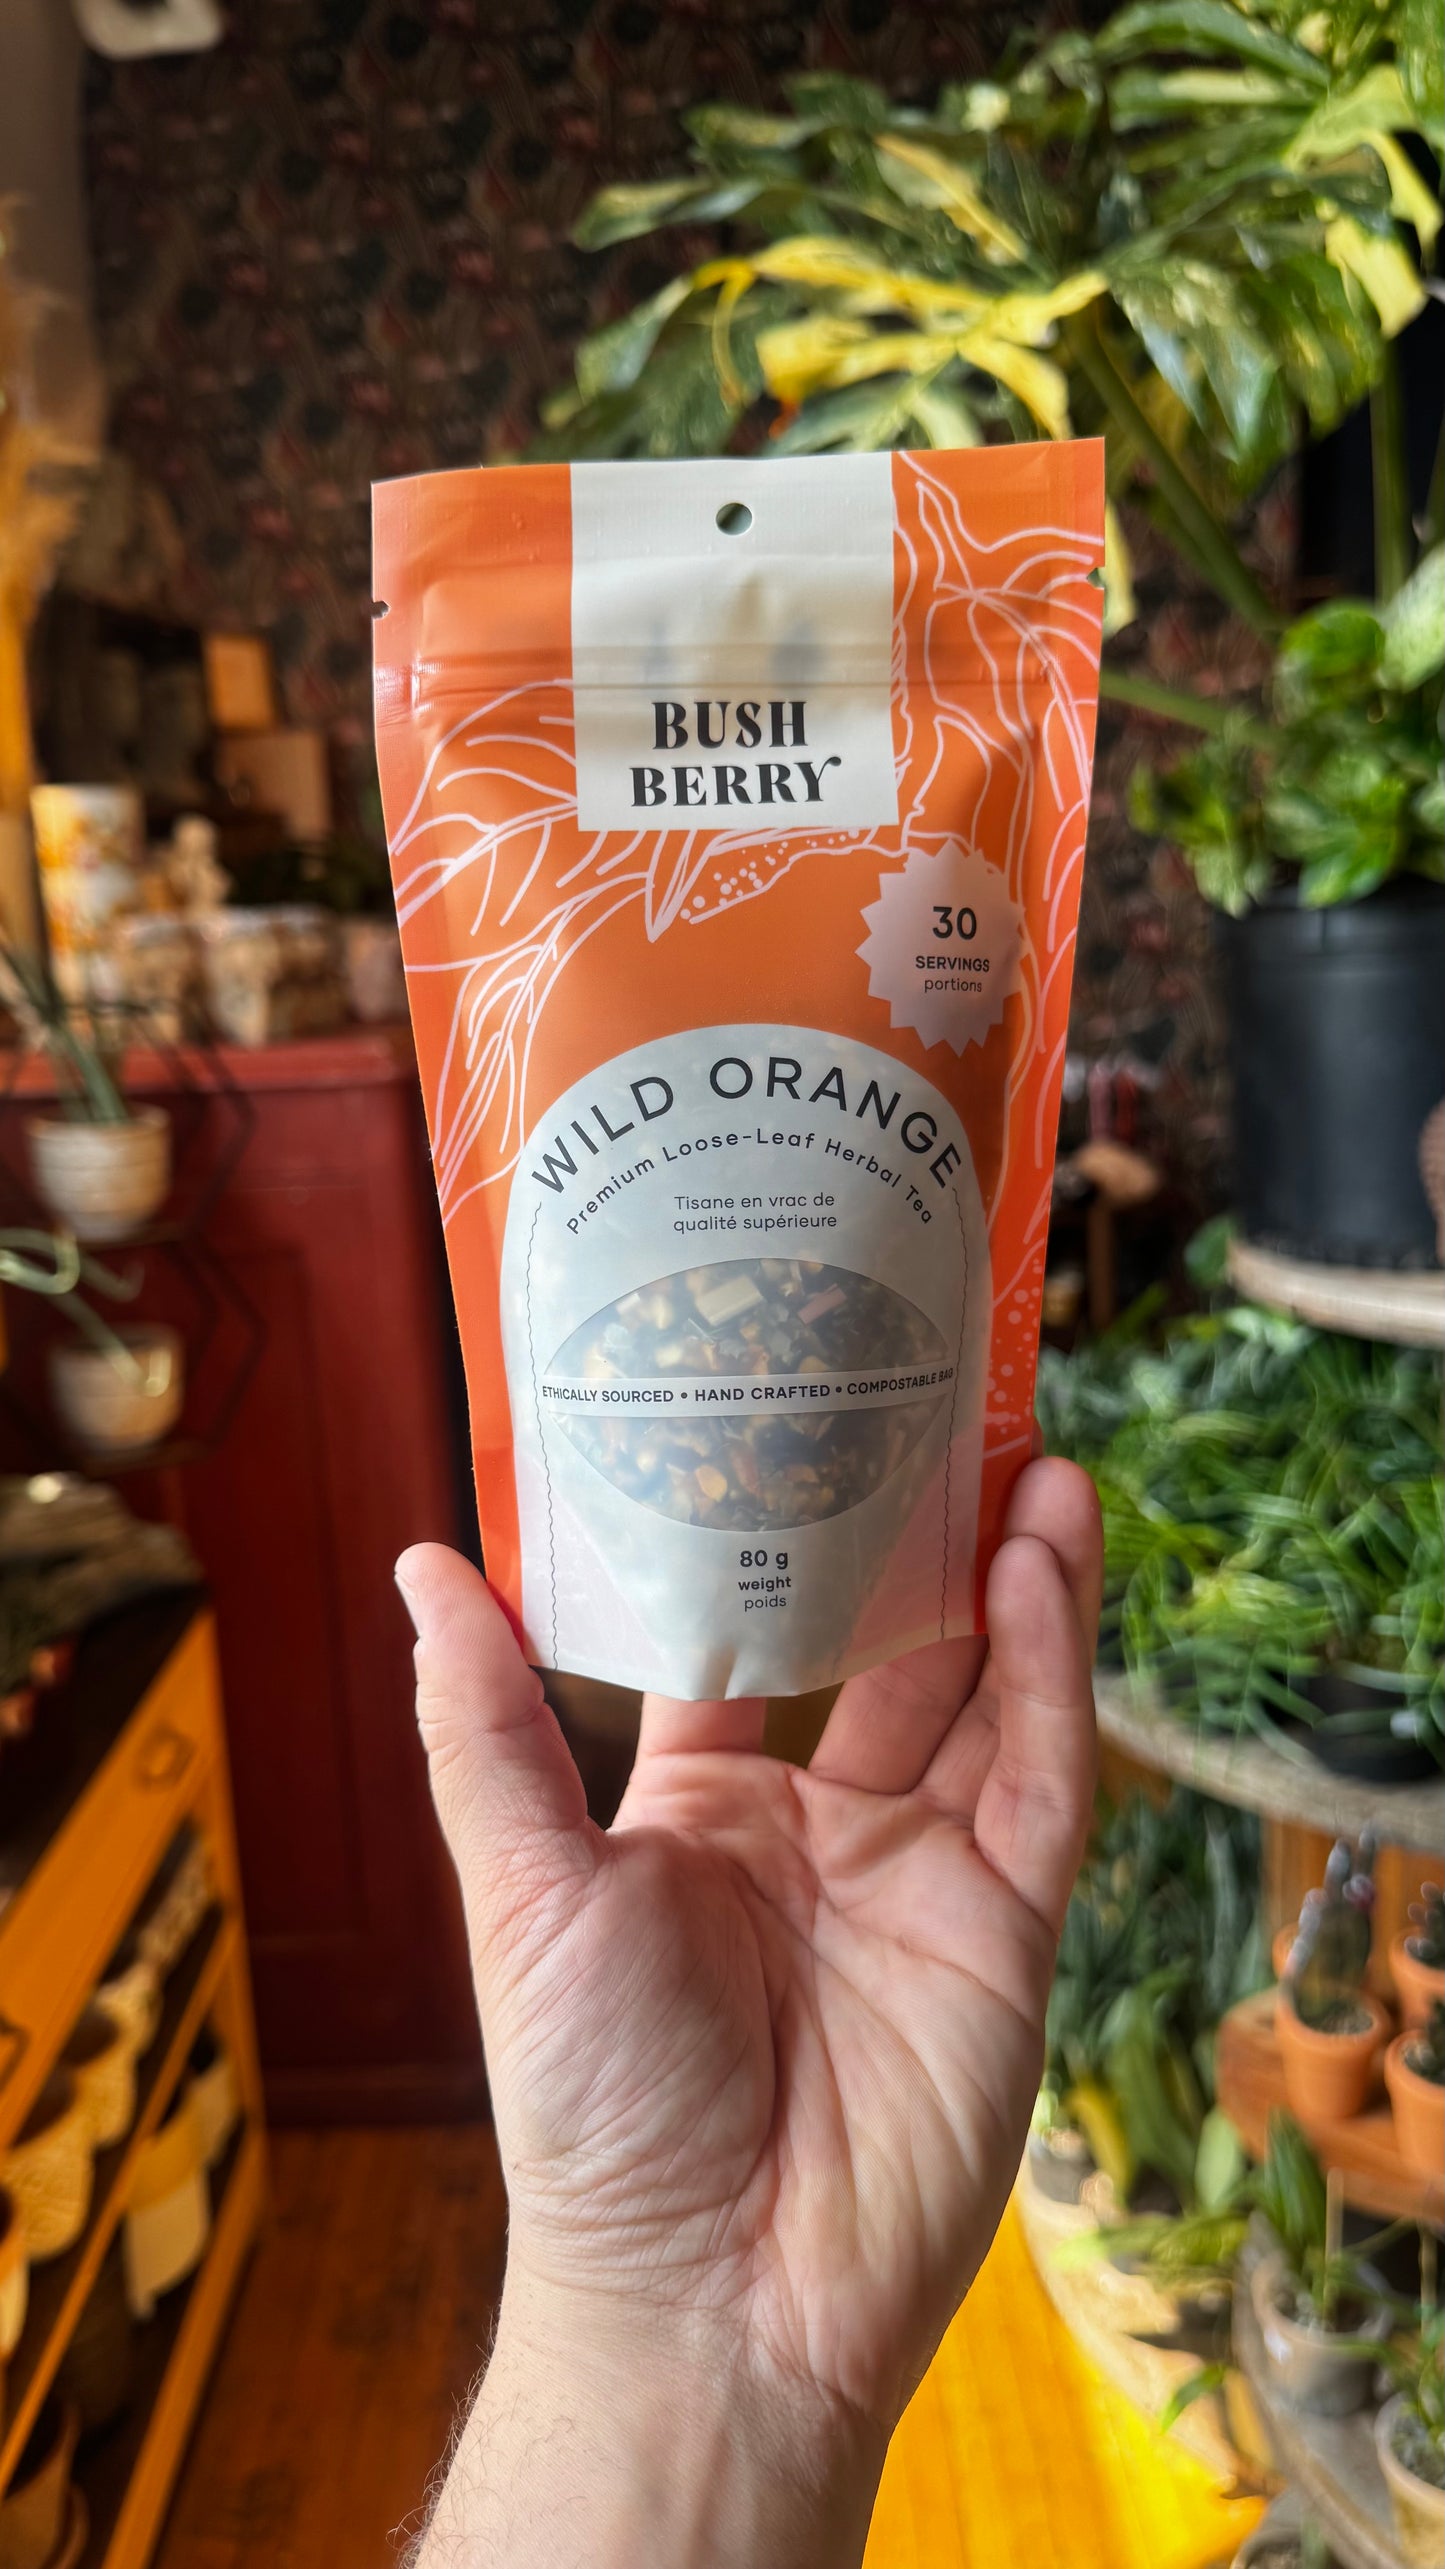 BUSH
BERRY
30
SERVINGS
portions
WILD ORANGE
Premium Loose-Leaf Herbal Tea
Tisane en vrac de
qualité supérieure
ETHICALLY SOURCED • HAND CRAFTED • COMPOSTABLE BAG
80 g
weight
poids